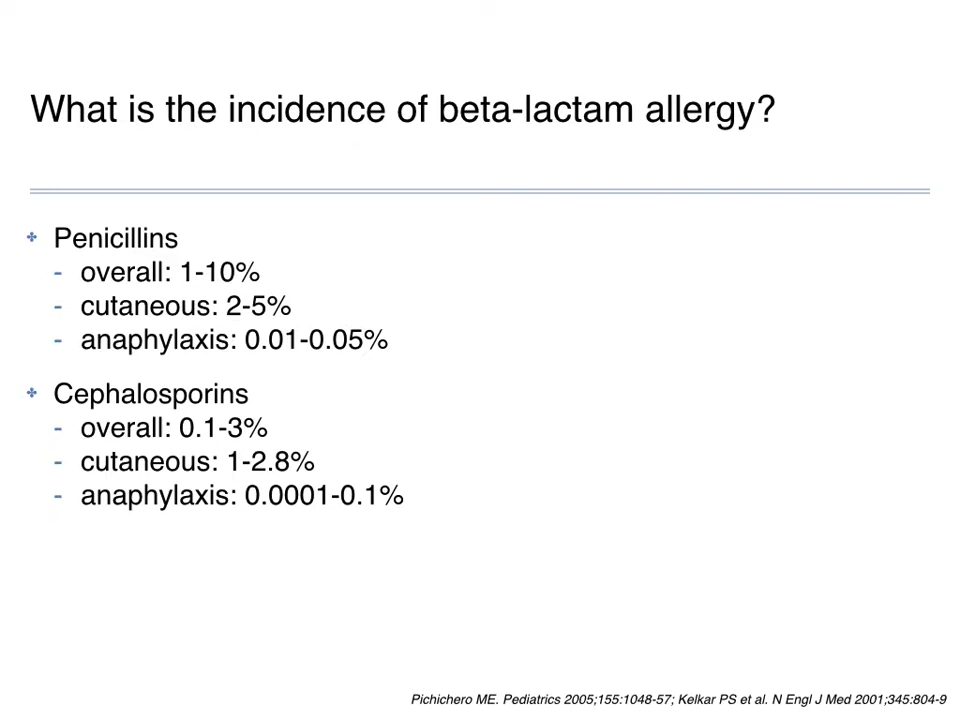 What is the incidence of beta-lactam allergy?
Penicillins
- overall: 1-10%
- cutaneous: 2-5%
- anaphylaxis: 0.01-0.05%
Cephalosporins
- overall: 0.1-3%
- cutaneous: 1-2.8%
- anaphylaxis: 0.0001-0.1%
Pichichero ME. Pediatrics 2005;155:1048-57; Kelkar PS et al. N Engl J Med 2001;345:804-9